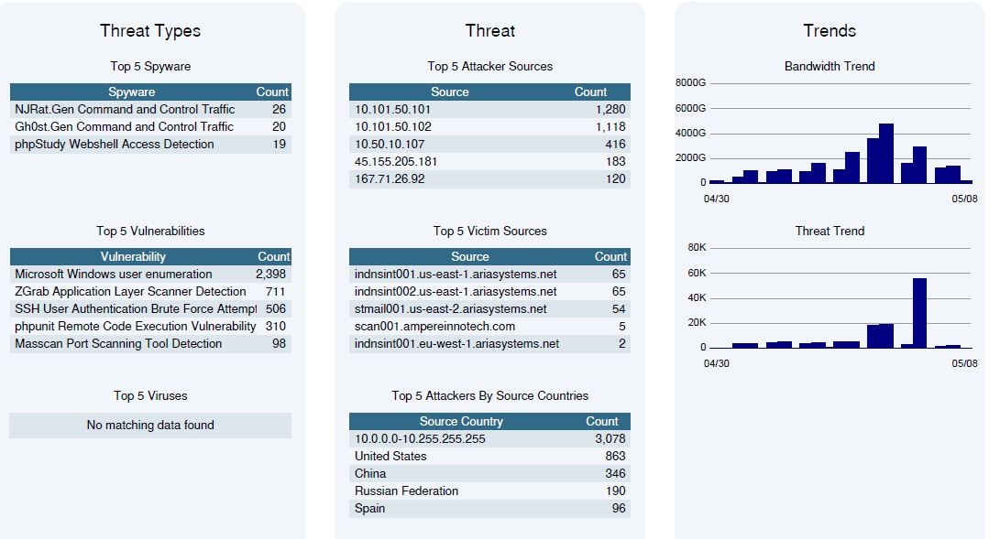 Threat Types
Top 5 Spyware
Spyware Count
NJRat.Gen Command and Control Traffic 26
Gh0st.Gen Command and Control Traffic 20
phpStudy Webshell Access Detection 19
Top 5 Vulnerabilities
Vulnerability Count
Microsoft Windows user enumeration 2,398
ZGrab Application Layer Scanner Detection 711
SSH User Authentication Brute Force Attempt 506
phpunit Remote Code Execution Vulnerability 310
Masscan Port Scanning Tool Detection 98
Top 5 Viruses
No matching data found
Threat
Top 5 Attacker Sources
Source Count
10.101.50.101 1,280
10.101.50.102 1,118
10.50.10.107 416
45.155.205.181 183
167.71.26.92 120
Top 5 Victim Sources
Source Count
indnsint001.us-east-1.ariasystems.net 65
indnsint002.us-east-1.ariasystems.net 65
stmail001.us-east-2.ariasystems.net 54
scan001.ampereinnotech.com 5
indnsint001.eu-west-1.ariasystems.net 2
Top 5 Attackers By Source Countries
Source Country Count
10.0.0.0-10.255.255.255 3,078
United States 863
China 346
Russian Federation 190
Spain 96
Trends
Bandwidth Trend
8000G
6000G
4000G
2000G
0
04/30 05/08
Threat Trend
80K
60K
40K
20K
0
04/30 05/08